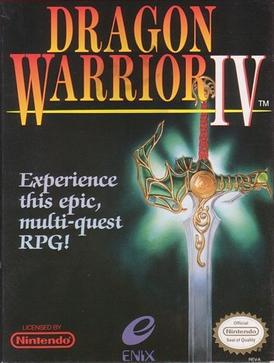 DRAGON
WARRIOR IV
TM
Experience
this epic,
multi-quest
RPG!
LICENSED BY
Nintendo
ENIX
Official
Nintendo
Seal of Quality
REV-A